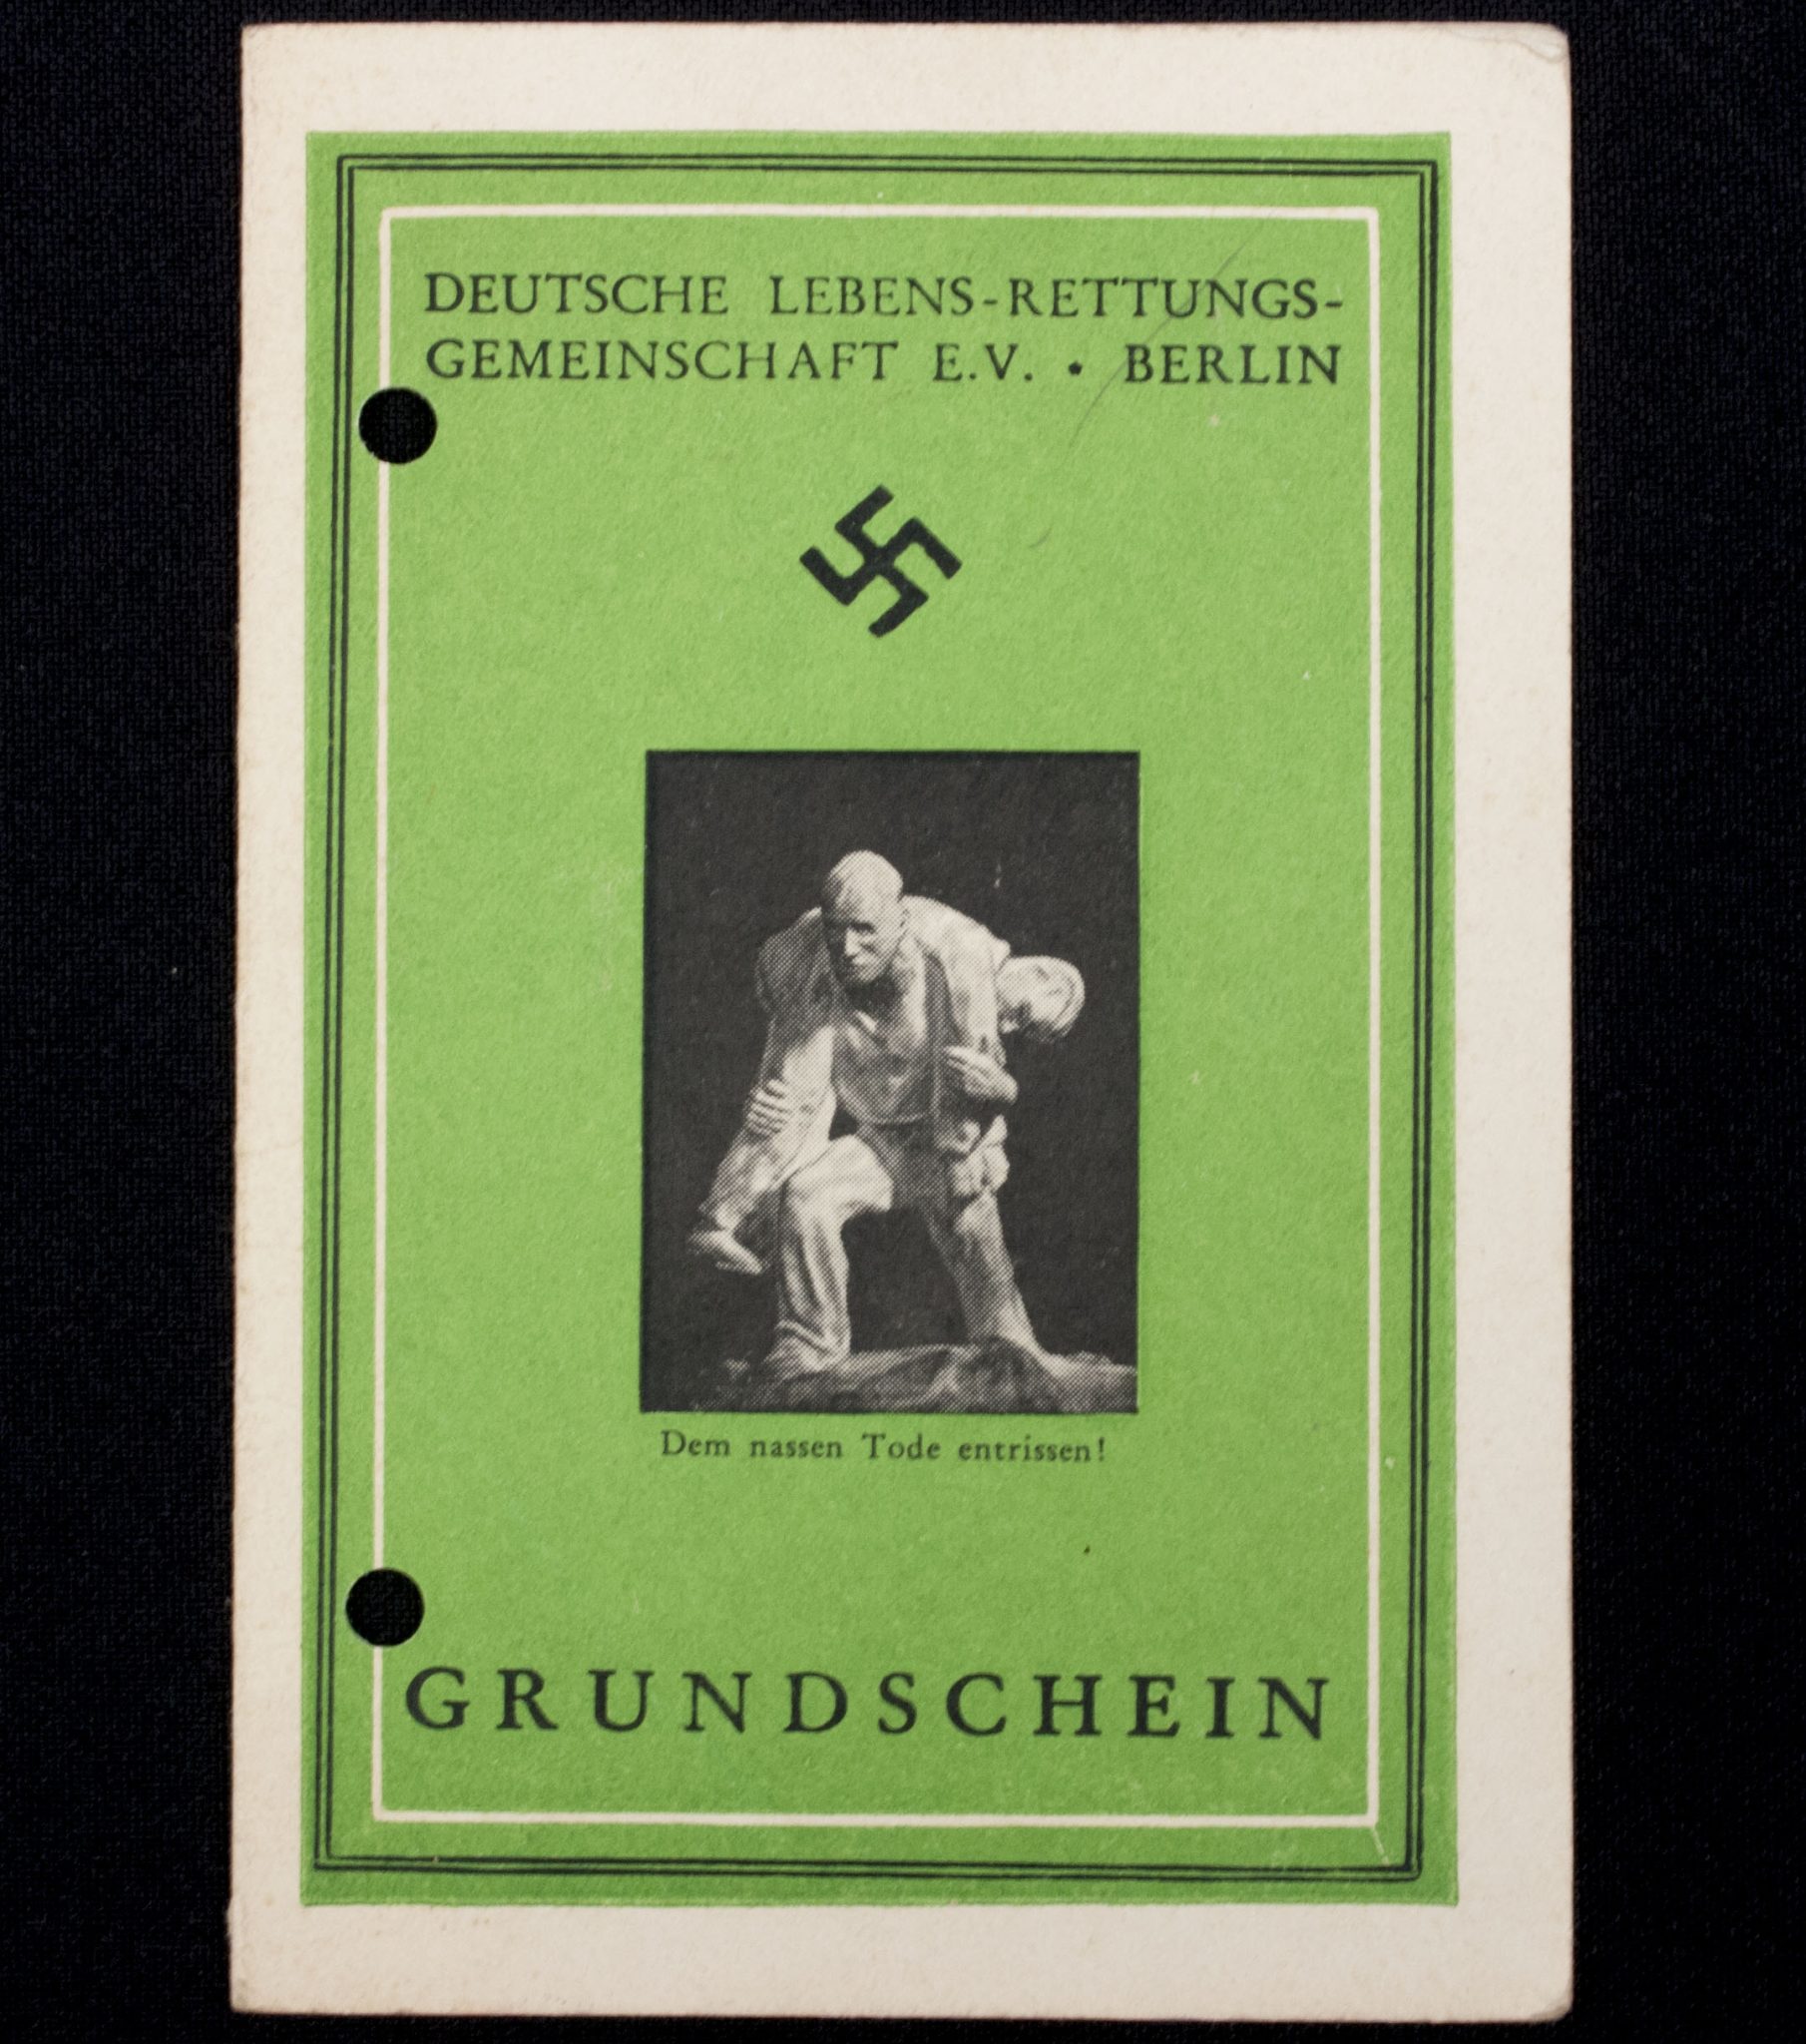 DEUTSCHE LEBENS-RETTUNGS-
GEMEINSCHAFT E.V. • BERLIN
Dem nassen Tode entrissen!
GRUNDSCHEIN